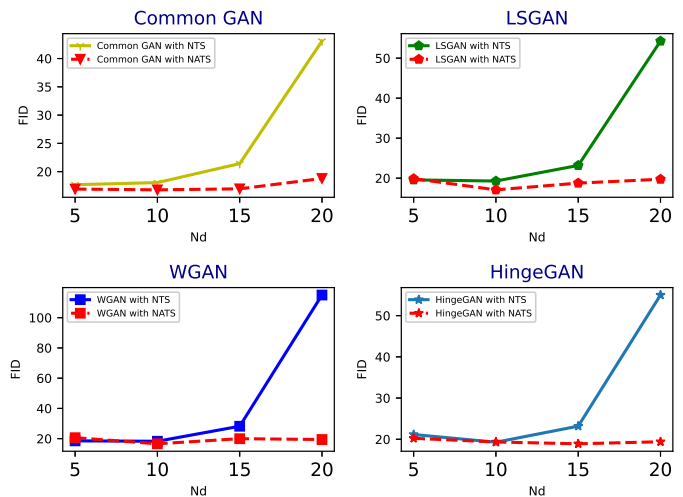 Common GAN
FID
40
35
30
25
20
Common GAN with NTS
Common GAN with NATS
5 10 15 20
Nd
LSGAN
FID
50
40
30
20
LSGAN with NTS
LSGAN with NATS
5 10 15 20
Nd
WGAN
FID
100
80
60
40
20
WGAN with NTS
WGAN with NATS
5 10 15 20
Nd
HingeGAN
FID
50
40
30
20
HingeGAN with NTS
HingeGAN with NATS
5 10 15 20
Nd